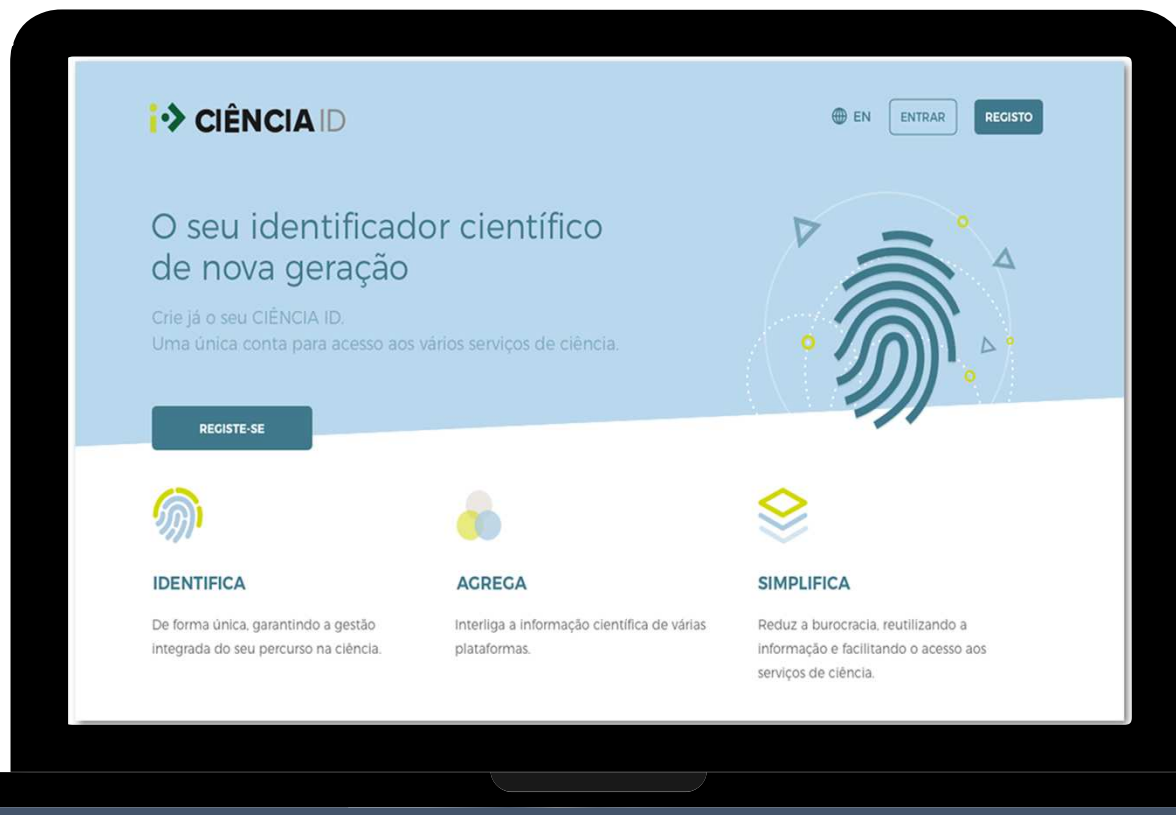 CIÊNCIA ID
EN
ENTRAR
REGISTO
O seu identificador científico
de nova geração
Crie já o seu CIÊNCIA ID.
Uma única conta para acesso aos vários serviços de ciência.
REGISTE-SE
IDENTIFICA
De forma única, garantindo a gestão
integrada do seu percurso na ciência.
AGREGA
Interliga a informação científica de várias
plataformas.
SIMPLIFICA
Reduz a burocracia, reutilizando a
informação e facilitando o acesso aos
serviços de ciência.